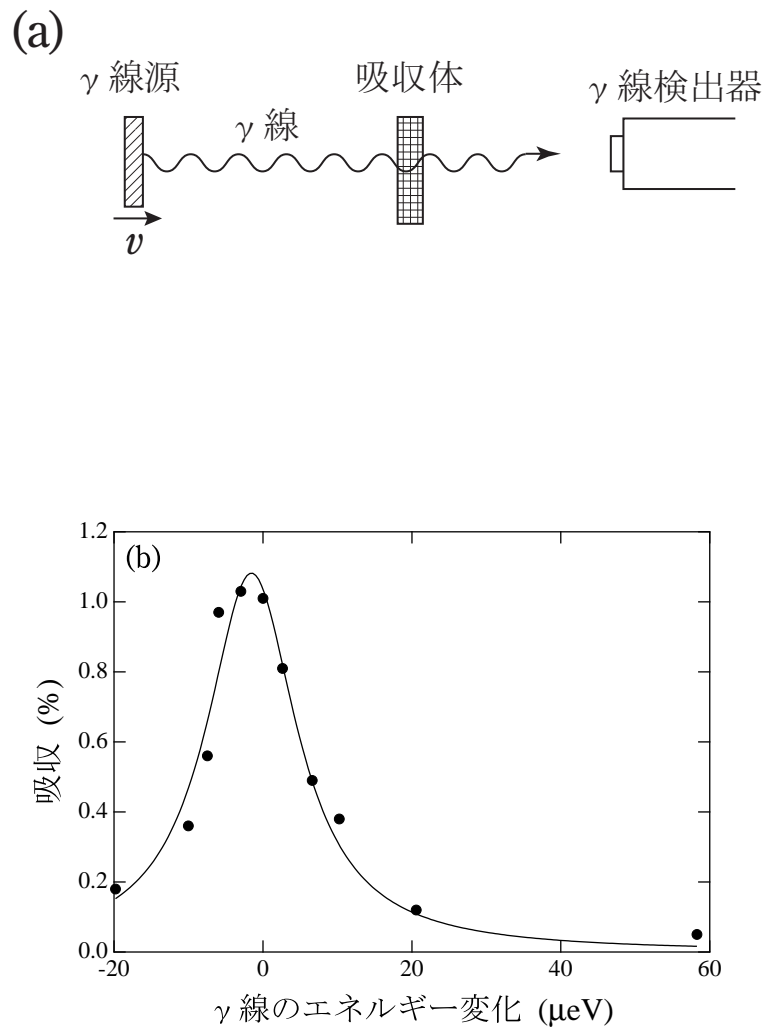 (a)
γ 線源
吸収体
γ 線検出器
γ 線
v
1.2
(b)
1.0
0.8
0.6
0.4
0.2
0.0
吸収 (%)
-20 0 20 40 60
γ 線のエネルギー変化 (μeV)